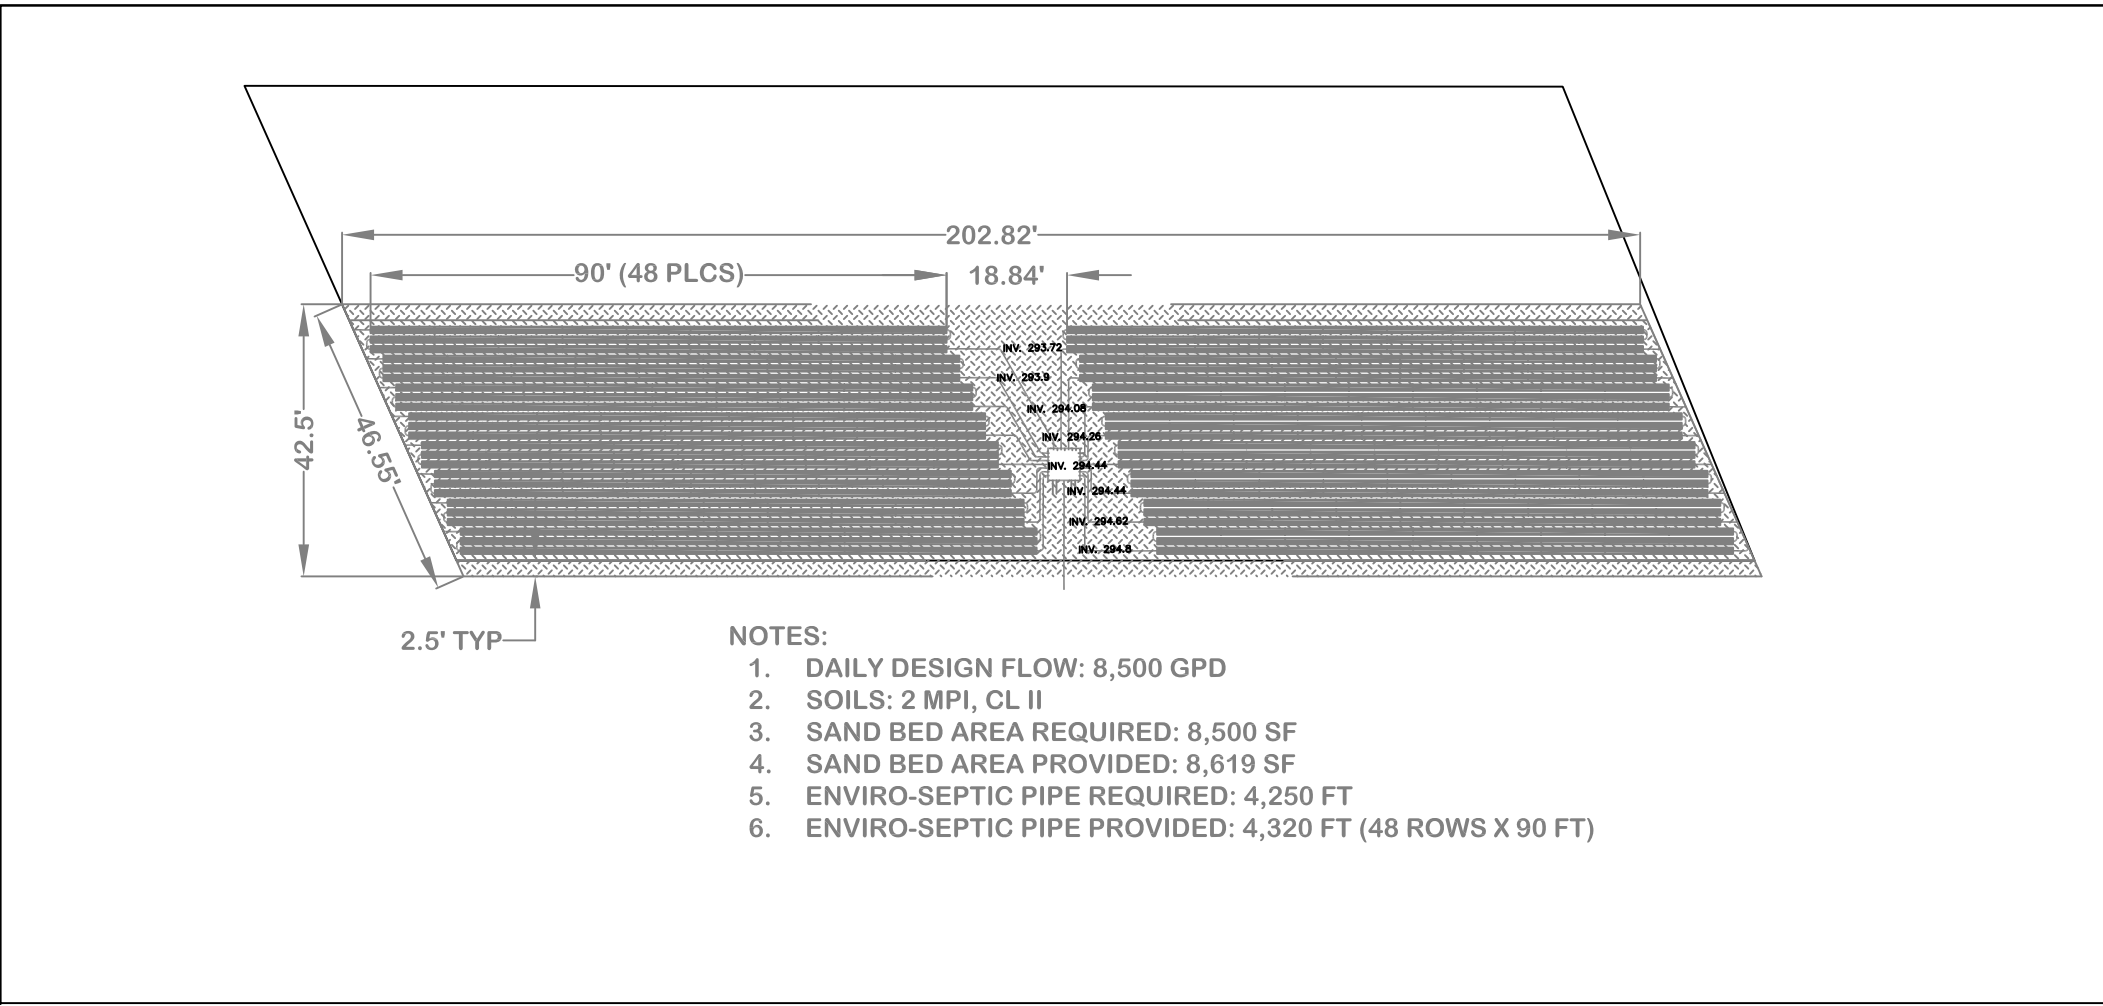 202.82'
90' (48 PLCS)
18.84'
INV. 293.72
INV. 293.9
INV. 294.08
INV. 294.26
INV. 294.44
INV. 294.44
INV. 294.62
INV. 294.8
42.5'
46.55'
2.5' TYP
NOTES:
1. DAILY DESIGN FLOW: 8,500 GPD
2. SOILS: 2 MPI, CL II
3. SAND BED AREA REQUIRED: 8,500 SF
4. SAND BED AREA PROVIDED: 8,619 SF
5. ENVIRO-SEPTIC PIPE REQUIRED: 4,250 FT
6. ENVIRO-SEPTIC PIPE PROVIDED: 4,320 FT (48 ROWS X 90 FT)